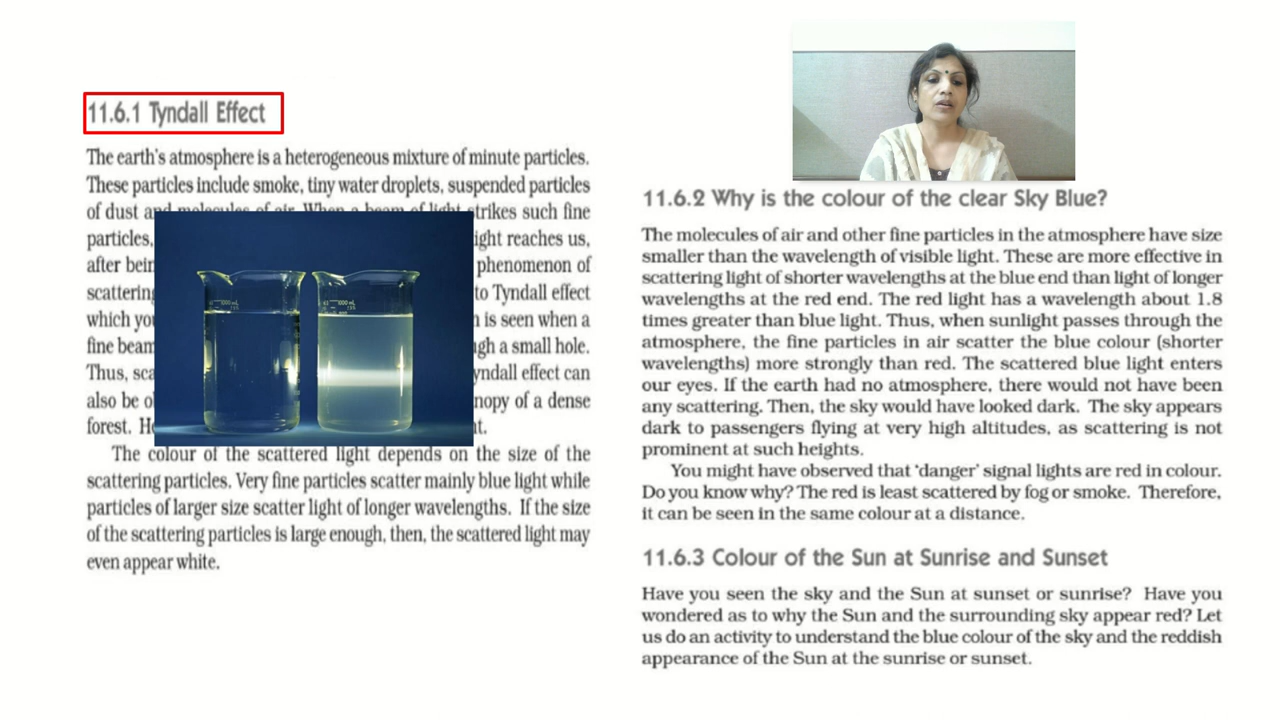 11.6.1 Tyndall Effect
The earth's atmosphere is a heterogeneous mixture of minute particles.
These particles include smoke, tiny water droplets, suspended particles
of dust and molecules of air. When a beam of light strikes such fine
particles, ight reaches us,
after bein phenomenon of
scattering to Tyndall effect
which you is seen when a
fine beam gh a small hole.
Thus, sca yndall effect can
also be o nopy of a dense
forest. H t.
The colour of the scattered light depends on the size of the
scattering particles. Very fine particles scatter mainly blue light while
particles of larger size scatter light of longer wavelengths. If the size
of the scattering particles is large enough, then, the scattered light may
even appear white.
1000 mL
1000 mL
11.6.2 Why is the colour of the clear Sky Blue?
The molecules of air and other fine particles in the atmosphere have size
smaller than the wavelength of visible light. These are more effective in
scattering light of shorter wavelengths at the blue end than light of longer
wavelengths at the red end. The red light has a wavelength about 1.8
times greater than blue light. Thus, when sunlight passes through the
atmosphere, the fine particles in air scatter the blue colour (shorter
wavelengths) more strongly than red. The scattered blue light enters
our eyes. If the earth had no atmosphere, there would not have been
any scattering. Then, the sky would have looked dark. The sky appears
dark to passengers flying at very high altitudes, as scattering is not
prominent at such heights.
You might have observed that 'danger' signal lights are red in colour.
Do you know why? The red is least scattered by fog or smoke. Therefore,
it can be seen in the same colour at a distance.
11.6.3 Colour of the Sun at Sunrise and Sunset
Have you seen the sky and the Sun at sunset or sunrise? Have you
wondered as to why the Sun and the surrounding sky appear red? Let
us do an activity to understand the blue colour of the sky and the reddish
appearance of the Sun at the sunrise or sunset.